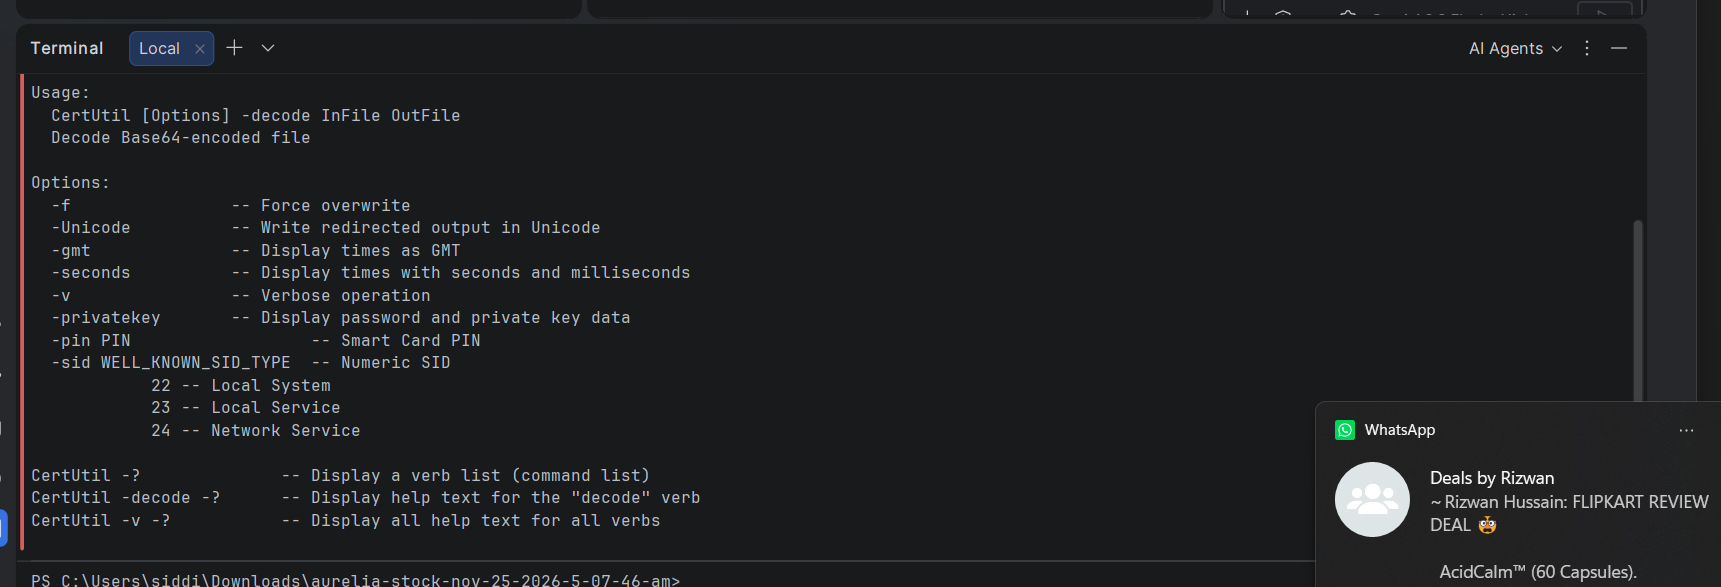 Terminal
Local
AI Agents
Usage:
CertUtil [Options] -decode InFile OutFile
Decode Base64-encoded file
Options:
-f -- Force overwrite
-Unicode -- Write redirected output in Unicode
-gmt -- Display times as GMT
-seconds -- Display times with seconds and milliseconds
-v -- Verbose operation
-privatekey -- Display password and private key data
-pin PIN -- Smart Card PIN
-sid WELL_KNOWN_SID_TYPE -- Numeric SID
22 -- Local System
23 -- Local Service
24 -- Network Service
CertUtil -? -- Display a verb list (command list)
CertUtil -decode -? -- Display help text for the "decode" verb
CertUtil -v -? -- Display all help text for all verbs
PS C:\Users\siddi\Downloads\aurelia-stock-nov-25-2026-5-07-46-am>
WhatsApp
Deals by Rizwan
~ Rizwan Hussain: FLIPKART REVIEW
DEAL
AcidCalm™ (60 Capsules).